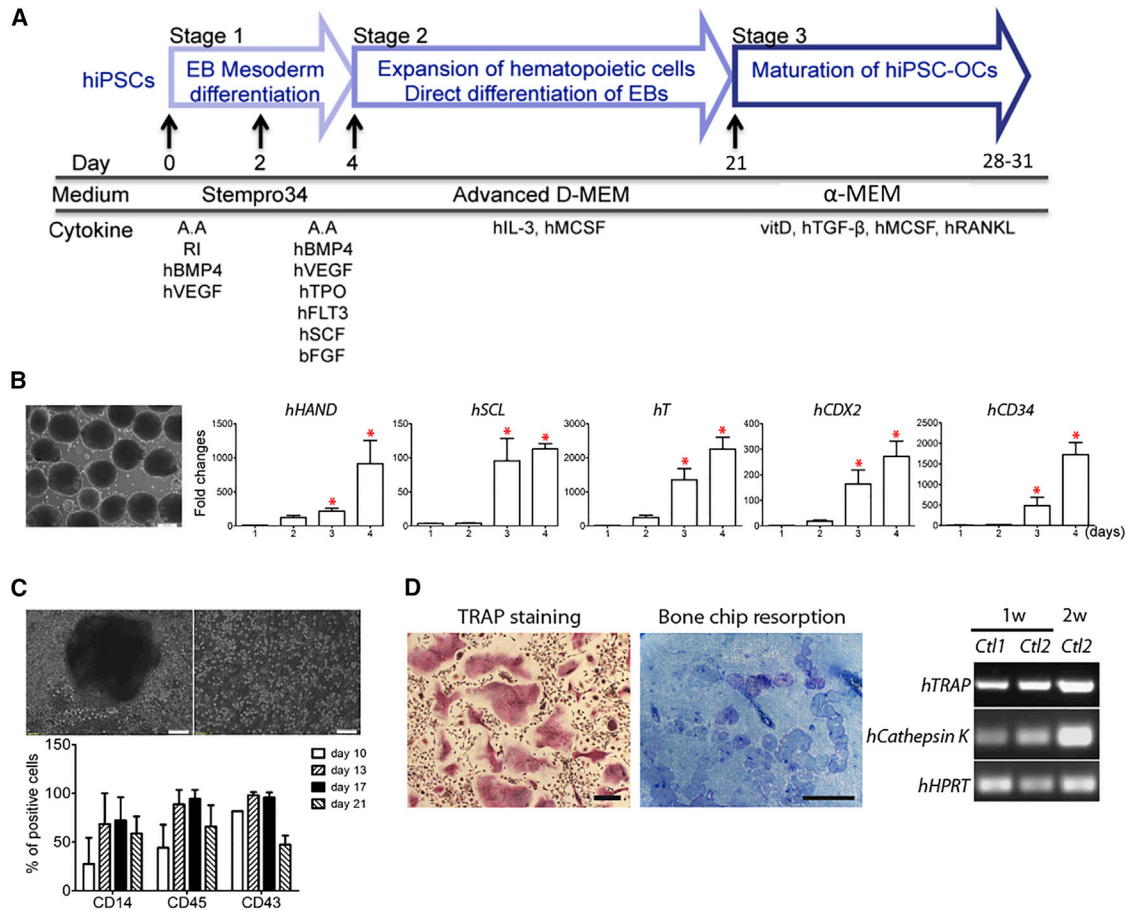 A
Stage 1
Stage 2
Stage 3
hiPSCs
EB Mesoderm
differentiation
Expansion of hematopoietic cells
Direct differentiation of EBs
Maturation of hiPSC-OCs
Day 0 2 4 21 28-31
Medium Stempro34 Advanced D-MEM α-MEM
Cytokine A.A A.A hIL-3, hMCSF vitD, hTGF-β, hMCSF, hRANKL
RI hBMP4
hBMP4 hVEGF
hVEGF hTPO
hFLT3
hSCF
bFGF
B
hHAND
Fold changes
1500
1000
500
0
*
*
1 2 3 4
hSCL
150
100
50
0
*
*
1 2 3 4
hT
3000
2000
1000
0
*
*
1 2 3 4
hCDX2
400
300
200
100
0
*
*
1 2 3 4
hCD34
2500
2000
1500
1000
500
0
*
*
1 2 3 4 (days)
C
% of positive cells
150
100
50
0
day 10
day 13
day 17
day 21
CD14 CD45 CD43
D
TRAP staining
Bone chip resorption
1w 2w
Ctl1 Ctl2 Ctl2
hTRAP
hCathepsin K
hHPRT